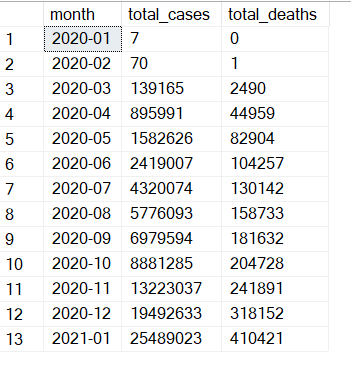 month total_cases total_deaths
1 2020-01 7 0
2 2020-02 70 1
3 2020-03 139165 2490
4 2020-04 895991 44959
5 2020-05 1582626 82904
6 2020-06 2419007 104257
7 2020-07 4320074 130142
8 2020-08 5776093 158733
9 2020-09 6979594 181632
10 2020-10 8881285 204728
11 2020-11 13223037 241891
12 2020-12 19492633 318152
13 2021-01 25489023 410421